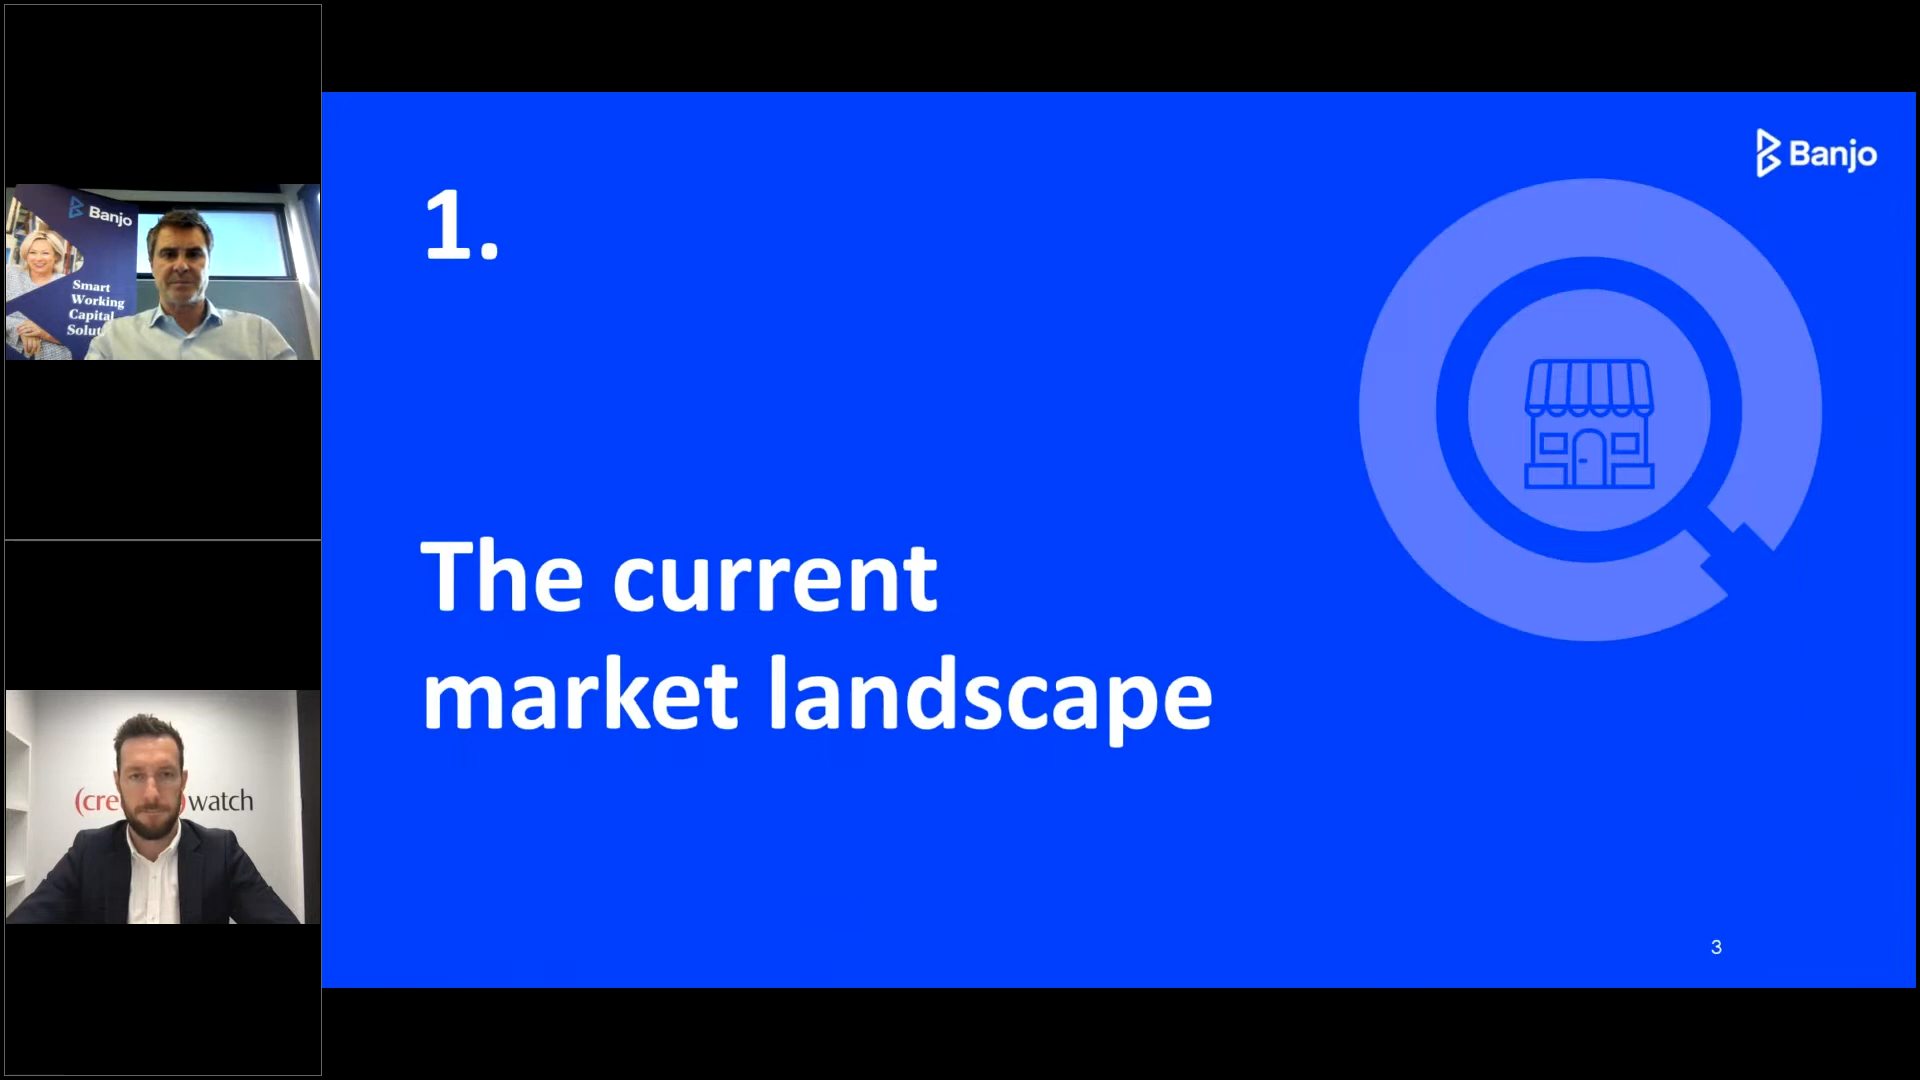 Banjo
Smart
Working
Capital
watch
1.
Banjo
The current
market landscape
3